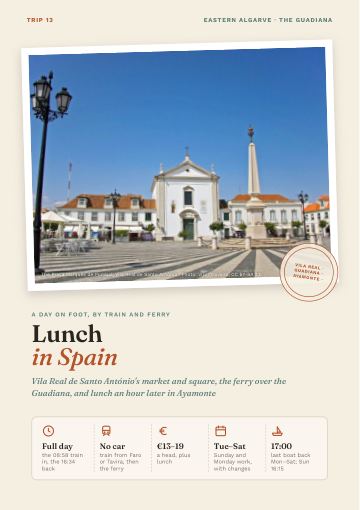 TRIP 13
EASTERN ALGARVE · THE GUADIANA
VILA REAL ·
GUADIANA ·
AYAMONTE ·
A DAY ON FOOT, BY TRAIN AND FERRY
Lunch
in Spain
Vila Real de Santo António's market and square, the ferry over the
Guadiana, and lunch an hour later in Ayamonte
Full day
the 08:58 train
in, the 16:34
back
No car
train from Faro
or Tavira, then
the ferry
€13–19
a head, plus
lunch
Tue–Sat
Sunday and
Monday work,
with changes
17:00
last boat back
Mon–Sat; Sun
16:15